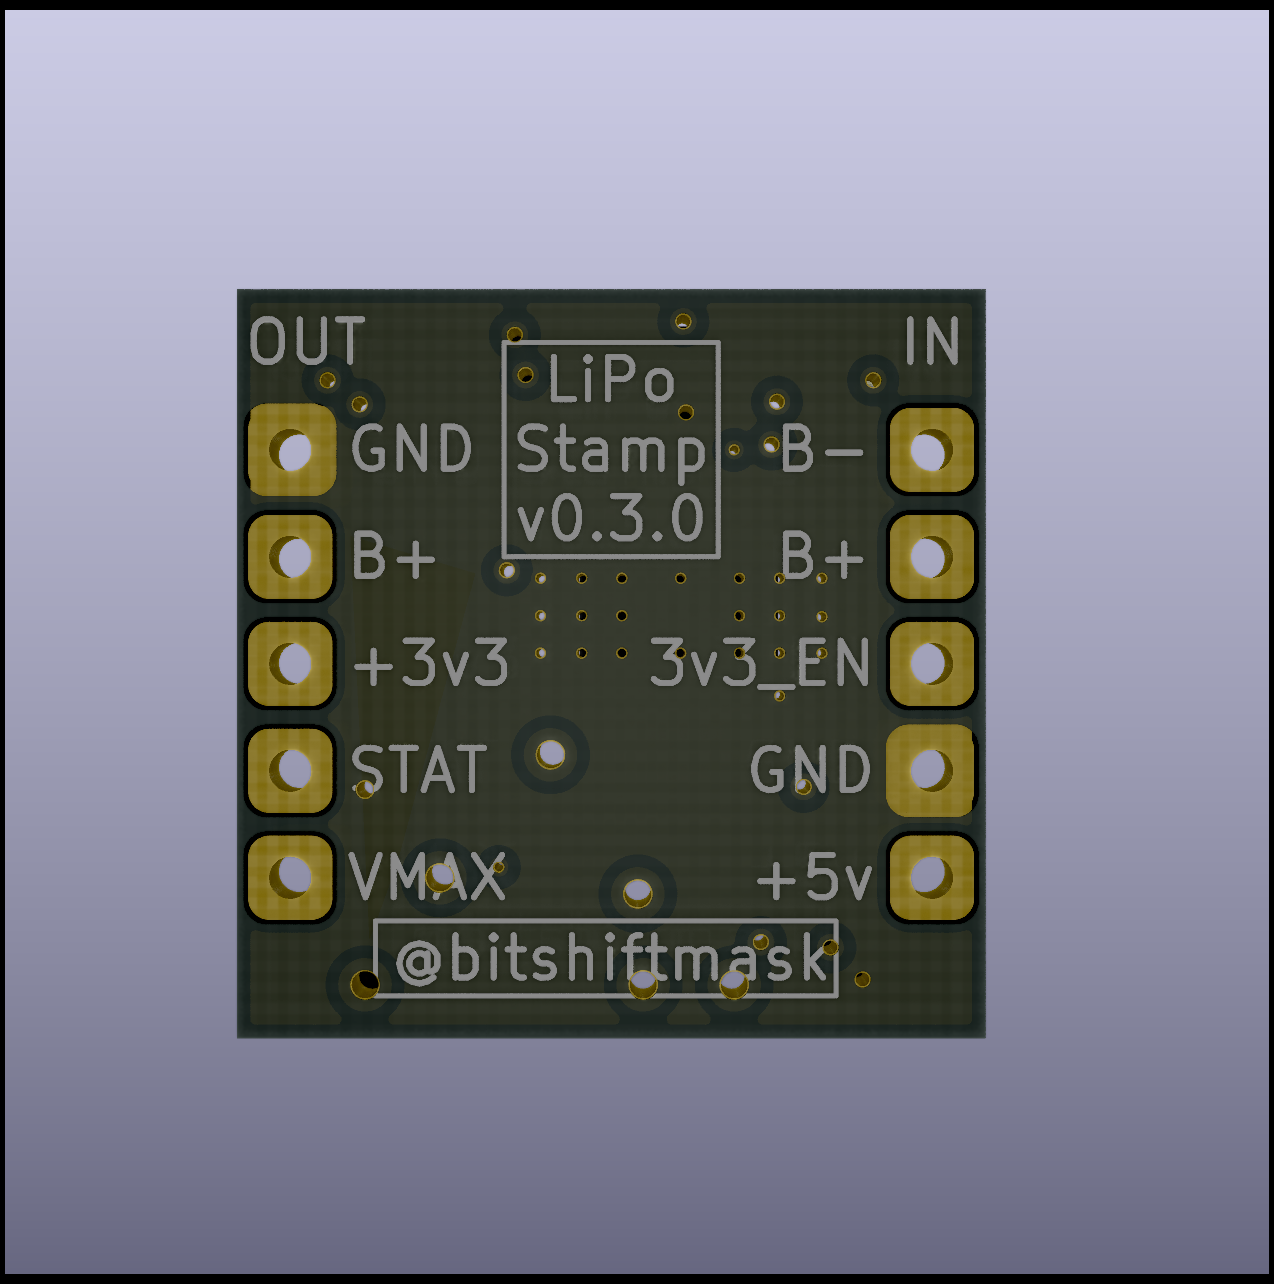 OUT
IN
LiPo
Stamp
v0.3.0
GND
B-
B+
B+
+3v3
3v3_EN
STAT
GND
VMAX
+5v
@bitshiftmask